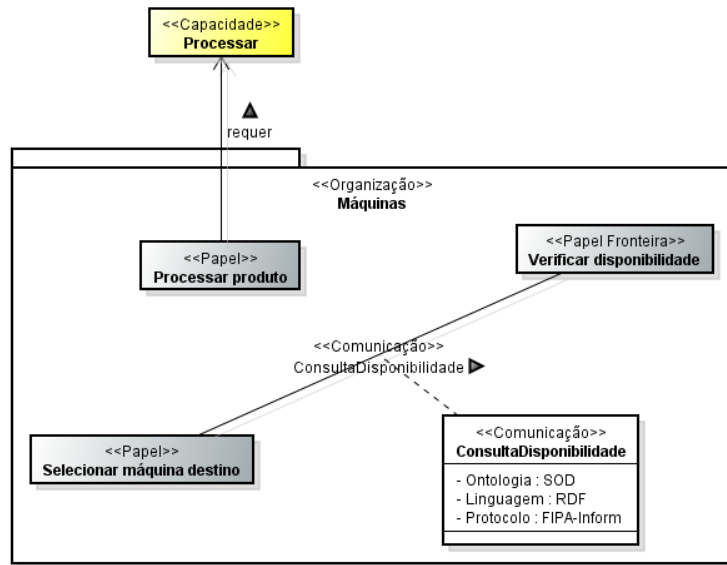 <<Capacidade>>
Processar
requer
<<Organização>>
Máquinas
<<Papel>>
Processar produto
<<Papel Fronteira>>
Verificar disponibilidade
<<Comunicação>>
ConsultaDisponibilidade
<<Papel>>
Selecionar máquina destino
<<Comunicação>>
ConsultaDisponibilidade
- Ontologia : SOD
- Linguagem : RDF
- Protocolo : FIPA-Inform